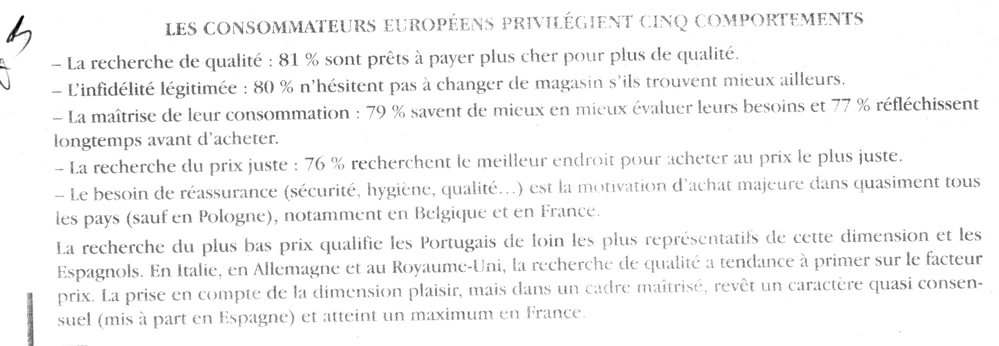 LES CONSOMMATEURS EUROPÉENS PRIVILÉGIENT CINQ COMPORTEMENTS
– La recherche de qualité : 81 % sont prêts à payer plus cher pour plus de qualité.
– L'infidélité légitimée : 80 % n'hésitent pas à changer de magasin s'ils trouvent mieux ailleurs.
– La maîtrise de leur consommation : 79 % savent de mieux en mieux évaluer leurs besoins et 77 % réfléchissent
longtemps avant d'acheter.
– La recherche du prix juste : 76 % recherchent le meilleur endroit pour acheter au prix le plus juste.
– Le besoin de réassurance (sécurité, hygiène, qualité...) est la motivation d'achat majeure dans quasiment tous
les pays (sauf en Pologne), notamment en Belgique et en France.
La recherche du plus bas prix qualifie les Portugais de loin les plus représentatifs de cette dimension et les
Espagnols. En Italie, en Allemagne et au Royaume-Uni, la recherche de qualité a tendance à primer sur le facteur
prix. La prise en compte de la dimension plaisir, mais dans un cadre maîtrisé, revêt un caractère quasi consen-
suel (mis à part en Espagne) et atteint un maximum en France.